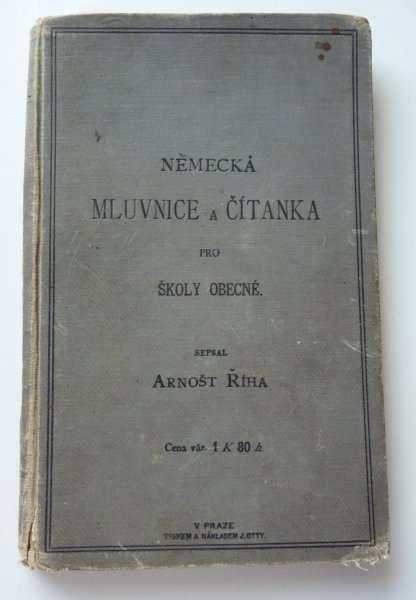 NĚMECKÁ
MLUVNICE A ČÍTANKA
PRO
ŠKOLY OBECNÉ.
SEPSAL
ARNOŠT ŘÍHA
Cena váz. 1 K 80 h.
V PRAZE
TISKEM A NÁKLADEM J. OTTY.